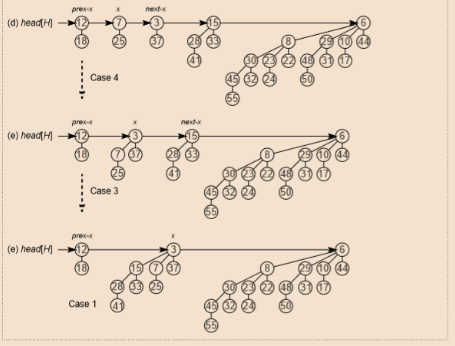 prex-x x next-x
(d) head[H] 12 7 3 15 6
18 25 37 28 33 8 29 10 44
41 30 23 22 48 31 17
45 32 24 50
55
Case 4
prex-x x next-x
(e) head[H] 12 3 15 6
18 7 37 28 33 8 29 10 44
25 41 30 23 22 48 31 17
45 32 24 50
55
Case 3
prex-x x
(e) head[H] 12 3 6
18 15 7 37 8 29 10 44
28 33 25 30 23 22 48 31 17
Case 1 41 45 32 24 50
55